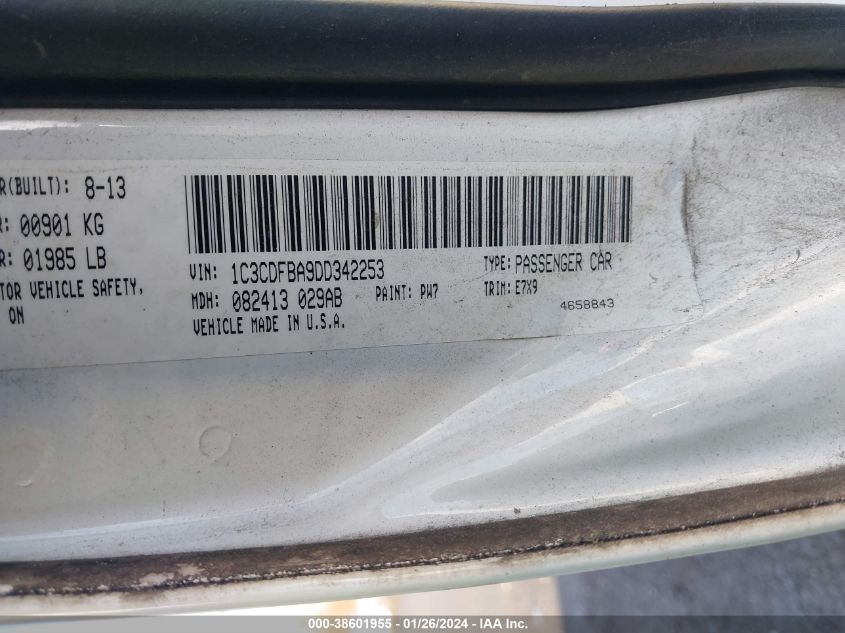 R(BUILT): 8-13
R: 00901 KG
R: 01985 LB
TOR VEHICLE SAFETY,
ON
VIN: 1C3CDFBA9DD342253
TYPE: PASSENGER CAR
MDH: 082413 029AB
PAINT: PW7
TRIM: E7X9
VEHICLE MADE IN U.S.A.
4658843
000-38601955 - 01/26/2024 - IAA Inc.